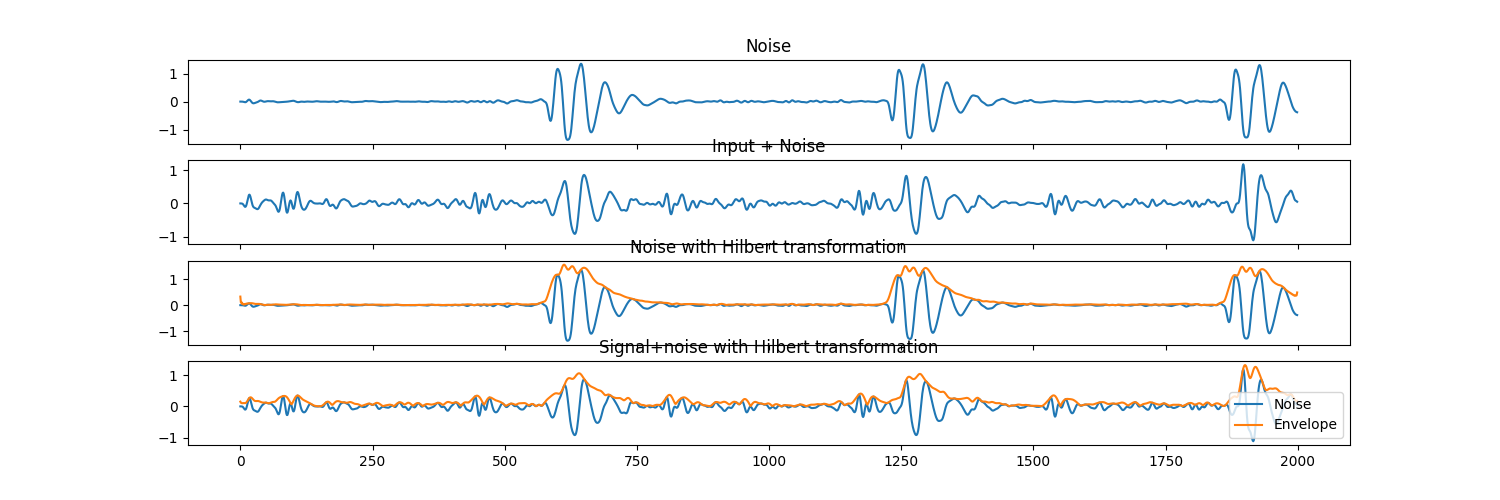 Noise
1
0
−1
Input + Noise
1
0
−1
Noise with Hilbert transformation
1
0
−1
Signal+noise with Hilbert transformation
1
0
−1
Noise
Envelope
0 250 500 750 1000 1250 1500 1750 2000